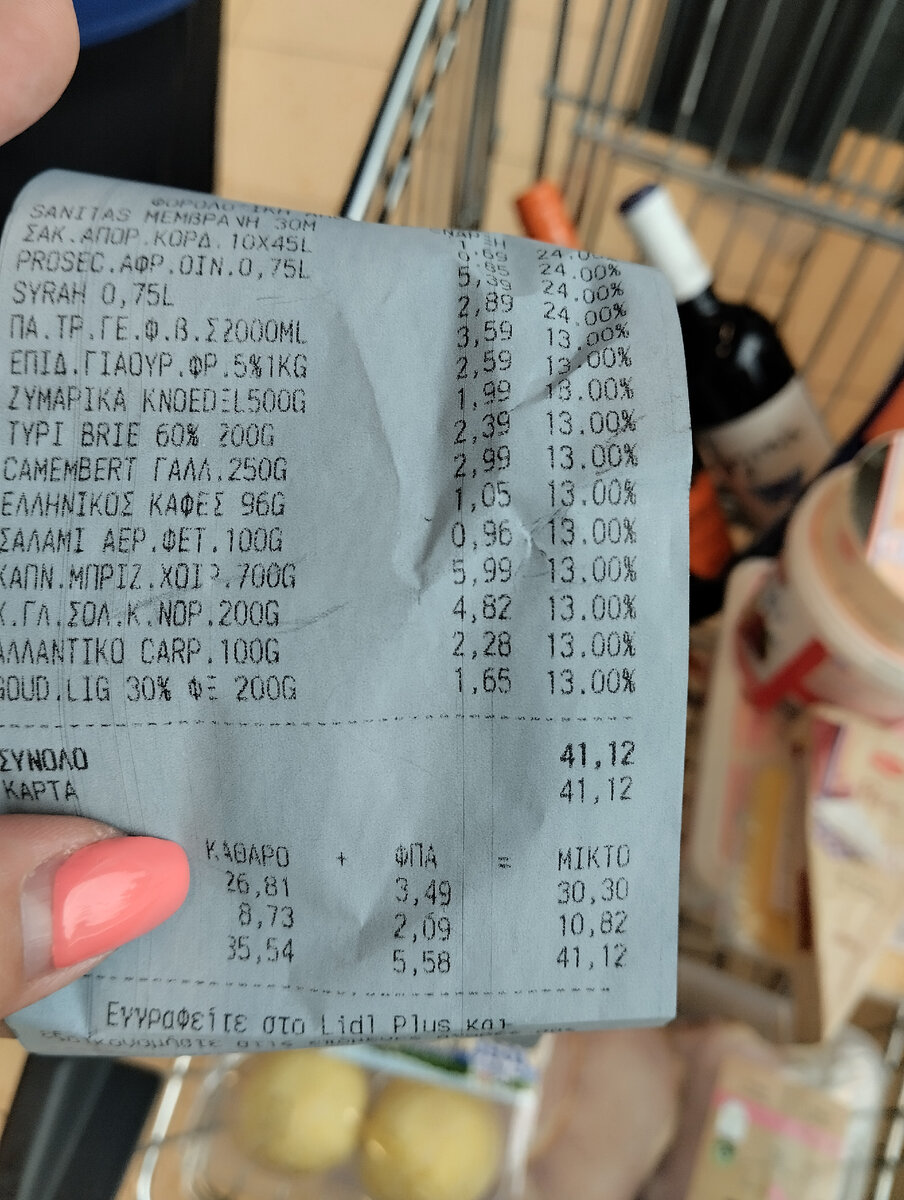 SANITAS ΜΕΜΒΡΑΝΗ 30M
ΣΑΚ.ΑΠΟΡ.ΚΟΡΔ.10X45L 24.00%
PROSEC.ΑΦΡ.ΟΙΝ.0,75L 24.00%
SYRAH 0,75L 2,89 24.00%
ΠΑ.ΤΡ.ΓΕ.Φ.Β.Σ2000ML 3,59 13.00%
ΕΠΙΔ.ΓΙΑΟΥΡ.ΦΡ.5%1KG 2,59 13.00%
ΖΥΜΑΡΙΚΑ KNOEDEL500G 1,99 13.00%
ΤΥΡΙ BRIE 60% 200G 2,39 13.00%
CAMEMBERT ΓΑΛΛ.250G 2,99 13.00%
ΕΛΛΗΝΙΚΟΣ ΚΑΦΕΣ 96G 1,05 13.00%
ΣΑΛΑΜΙ ΑΕΡ.ΦΕΤ.100G 0,96 13.00%
ΚΑΠΝ.ΜΠΡΙΖ.ΧΟΙΡ.700G 5,99 13.00%
Κ.ΓΛ.ΣΟΛ.Κ.ΝΟΡ.200G 4,82 13.00%
ΑΛΛΑΝΤΙΚΟ CARP.100G 2,28 13.00%
GOUD.LIG 30% ΦΕ 200G 1,65 13.00%
ΣΥΝΟΛΟ 41,12
ΚΑΡΤΑ 41,12
ΚΑΘΑΡΟ + ΦΠΑ = ΜΙΚΤΟ
26,81 3,49 30,30
8,73 2,09 10,82
35,54 5,58 41,12
Εγγραφείτε στο Lidl Plus και